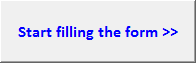 Start filling the form >>